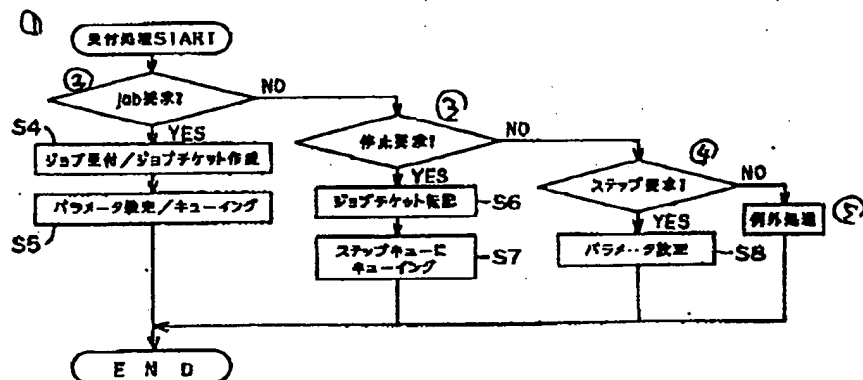 ①
受付処理START
②
job要求?
NO
YES
③
停止要求?
NO
YES
④
ステップ要求?
NO
YES
⑤
例外処理
S4
ジョブ受付/ジョブチケット作成
パラメータ設定/キューイング
S5
ジョブチケット転記
S6
ステップキューに
キューイング
S7
パラメータ設定
S8
E N D